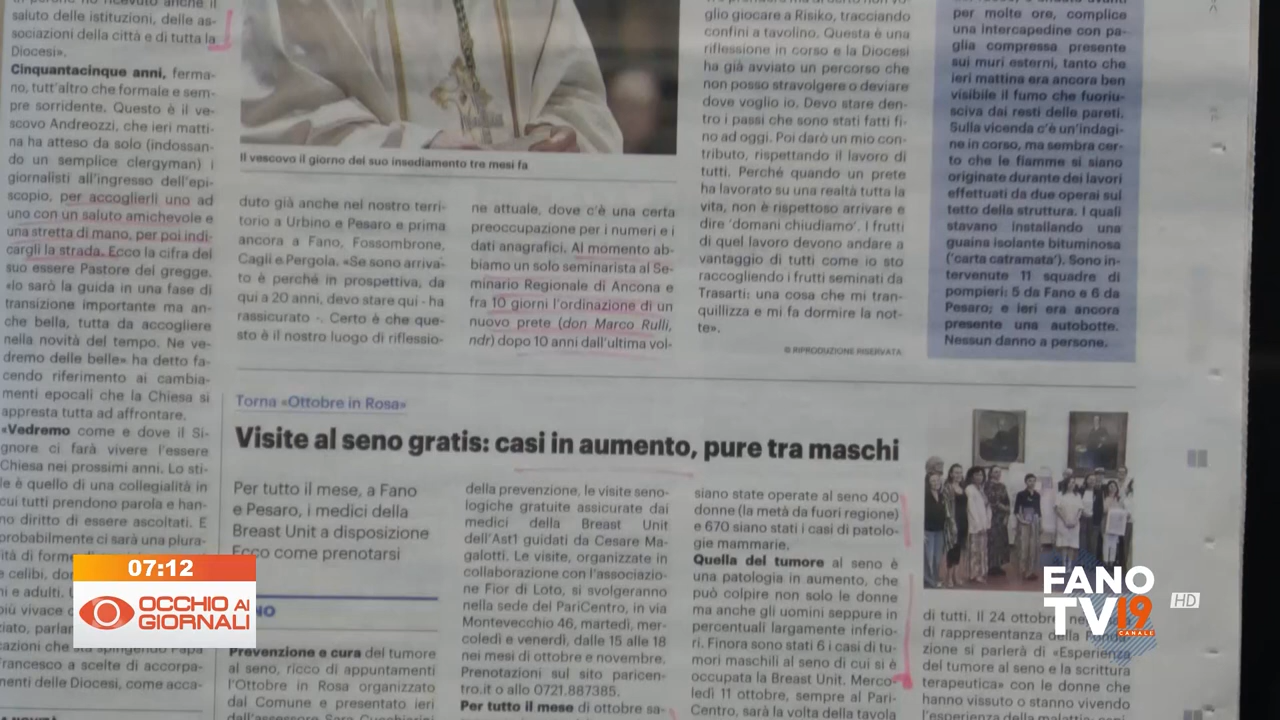 saluto delle istituzioni, delle as-
sociazioni della città e di tutta la
Diocesi».
Cinquantacinque anni, ferma-
no, tutt'altro che formale e sem-
pre sorridente. Questo è il ve-
scovo Andreozzi, che ieri matti-
na ha atteso da solo (indossan-
do un semplice clergyman) i
giornalisti all'ingresso dell'epi-
scopio, per accoglierli uno ad
uno con un saluto amichevole e
una stretta di mano, per poi indi-
cargli la strada. Ecco la cifra del
suo essere Pastore del gregge.
«Io sarò la guida in una fase di
transizione importante ma an-
che bella, tutta da accogliere
nella novità del tempo. Ne ve-
dremo delle belle» ha detto fa-
cendo riferimento ai cambia-
menti epocali che la Chiesa si
appresta tutta ad affrontare.
«Vedremo come e dove il Si-
gnore ci farà vivere l'essere
Chiesa nei prossimi anni. Lo sti-
le è quello di una collegialità in
cui tutti prendono parola e han-
no diritto di essere ascoltati. E
probabilmente ci sarà una plura-
lità di forme
e celibi,
ni e adulti.
più vivace
Francesco a scelte di accorpa-
menti delle Diocesi, come acca-
Il vescovo il giorno del suo insediamento tre mesi fa
duto già anche nel nostro terri-
torio a Urbino e Pesaro e prima
ancora a Fano, Fossombrone,
Cagli e Pergola. «Se sono arriva-
to è perché in prospettiva, da
qui a 20 anni, devo stare qui - ha
rassicurato -. Certo è che que-
sto è il nostro luogo di riflessio-
ne attuale, dove c'è una certa
preoccupazione per i numeri e i
dati anagrafici. Al momento ab-
biamo un solo seminarista al Se-
minario Regionale di Ancona e
fra 10 giorni l'ordinazione di un
nuovo prete (don Marco Rulli,
ndr) dopo 10 anni dall'ultima vol-
glio giocare a Risiko, tracciando
confini a tavolino. Questa è una
riflessione in corso e la Diocesi
ha già avviato un percorso che
non posso stravolgere o deviare
dove voglio io. Devo stare den-
tro i passi che sono stati fatti fi-
no ad oggi. Poi darò un mio con-
tributo, rispettando il lavoro di
tutti. Perché quando un prete
ha lavorato su una realtà tutta la
vita, non è rispettoso arrivare e
dire 'domani chiudiamo'. I frutti
di quel lavoro devono andare a
vantaggio di tutti come io sto
raccogliendo i frutti seminati da
Trasarti: una cosa che mi tran-
quillizza e mi fa dormire la not-
te».
© RIPRODUZIONE RISERVATA
per molte ore, complice
una intercapedine con pa-
glia compressa presente
sui muri esterni, tanto che
ieri mattina era ancora ben
visibile il fumo che fuoriu-
sciva dai resti delle pareti.
Sulla vicenda c'è un'indagi-
ne in corso, ma sembra cer-
to che le fiamme si siano
originate durante dei lavori
effettuati da due operai sul
tetto della struttura. I quali
stavano installando una
guaina isolante bituminosa
('carta catramata'). Sono in-
tervenute 11 squadre di
pompieri: 5 da Fano e 6 da
Pesaro; e ieri era ancora
presente una autobotte.
Nessun danno a persone.
Torna «Ottobre in Rosa»
Visite al seno gratis: casi in aumento, pure tra maschi
Per tutto il mese, a Fano
e Pesaro, i medici della
Breast Unit a disposizione
Ecco come prenotarsi
Prevenzione e cura del tumore
al seno, ricco di appuntamenti
l'Ottobre in Rosa organizzato
dal Comune e presentato ieri
della prevenzione, le visite seno-
logiche gratuite assicurate dai
medici della Breast Unit
dell'Ast1 guidati da Cesare Ma-
galotti. Le visite, organizzate in
collaborazione con l'associazio-
ne Fior di Loto, si svolgeranno
nella sede del PariCentro, in via
Montevecchio 46, martedì, mer-
coledì e venerdì, dalle 15 alle 18
nei mesi di ottobre e novembre.
Prenotazioni sul sito paricen-
tro.it o allo 0721.887385.
Per tutto il mese di ottobre sa-
siano state operate al seno 400
donne (la metà da fuori regione)
e 670 siano stati i casi di patolo-
gie mammarie.
Quella del tumore al seno è
una patologia in aumento, che
può colpire non solo le donne
ma anche gli uomini seppure in
percentuali largamente inferio-
ri. Finora sono stati 6 i casi di tu-
mori maschili al seno di cui si è
occupata la Breast Unit. Merco-
ledì 11 ottobre, sempre al Pari-
Centro, sarà la volta della tavola
di tutti. Il 24 ottobre
di rappresentanza della
zione si parlerà di «Esperienza
del tumore al seno e la scrittura
terapeutica» con le donne che
hanno vissuto o stanno vivendo
07:12
OCCHIO AI
GIORNALI
FANO
TV 19
CANALE
HD